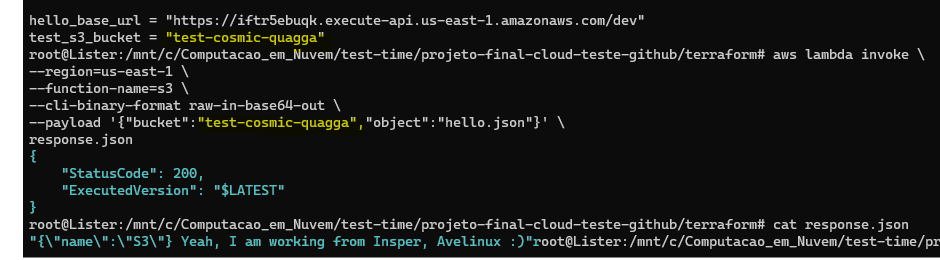 hello_base_url = "https://iftr5ebuqk.execute-api.us-east-1.amazonaws.com/dev"
test_s3_bucket = "test-cosmic-quagga"
root@Lister:/mnt/c/Computacao_em_Nuvem/test-time/projeto-final-cloud-teste-github/terraform# aws lambda invoke \
--region=us-east-1 \
--function-name=s3 \
--cli-binary-format raw-in-base64-out \
--payload '{"bucket":"test-cosmic-quagga","object":"hello.json"}' \
response.json
{
    "StatusCode": 200,
    "ExecutedVersion": "$LATEST"
}
root@Lister:/mnt/c/Computacao_em_Nuvem/test-time/projeto-final-cloud-teste-github/terraform# cat response.json
"{\"name\":\"S3\"} Yeah, I am working from Insper, Avelinux :)"root@Lister:/mnt/c/Computacao_em_Nuvem/test-time/pr